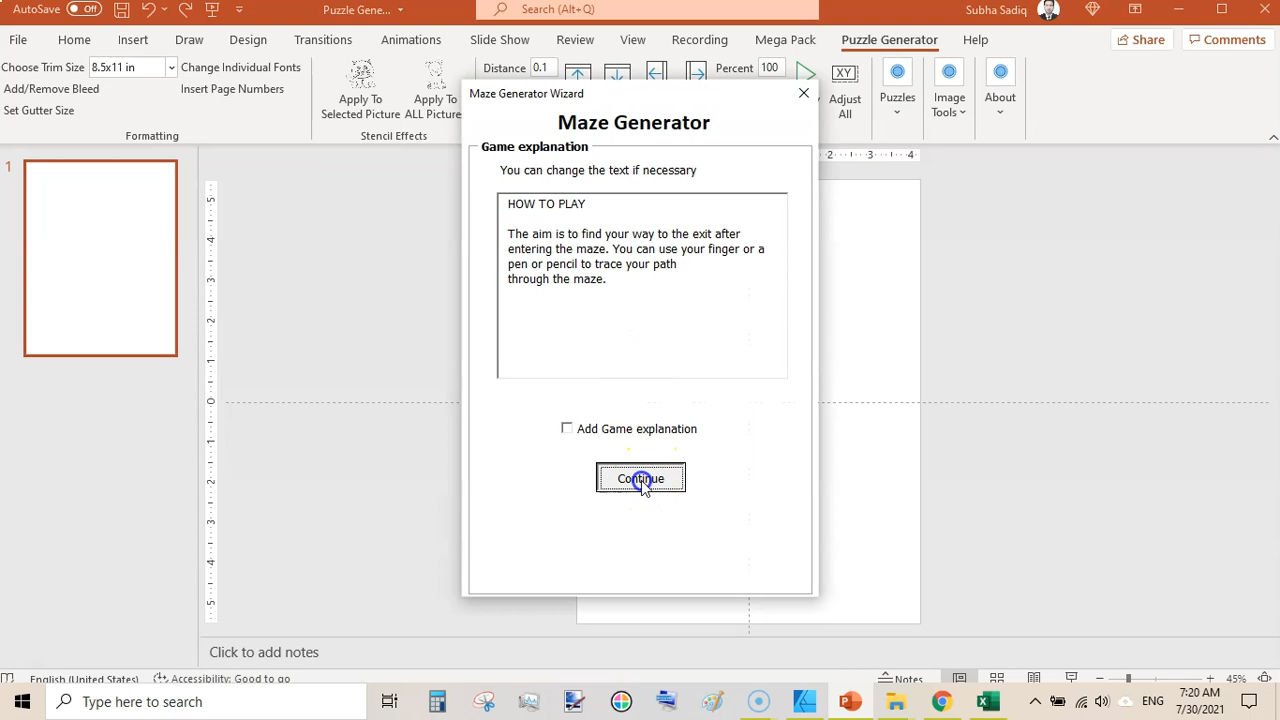 AutoSave Off Puzzle Gene... Search (Alt+Q) Subha Sadiq
File Home Insert Draw Design Transitions Animations Slide Show Review View Recording Mega Pack Puzzle Generator Help Share Comments
Choose Trim Size 8.5x11 in Change Individual Fonts
Add/Remove Bleed Insert Page Numbers
Set Gutter Size
Formatting
Apply To Selected Picture
Apply To ALL Picture
Stencil Effects
Distance 0.1 Percent 100
XY
Adjust All
Puzzles
Image Tools
About
1
Maze Generator Wizard
Maze Generator
Game explanation
You can change the text if necessary
HOW TO PLAY
The aim is to find your way to the exit after
entering the maze. You can use your finger or a
pen or pencil to trace your path
through the maze.
Add Game explanation
Continue
Click to add notes
English (United States) Accessibility: Good to go Notes 45%
Type here to search
ENG
7:20 AM
7/30/2021